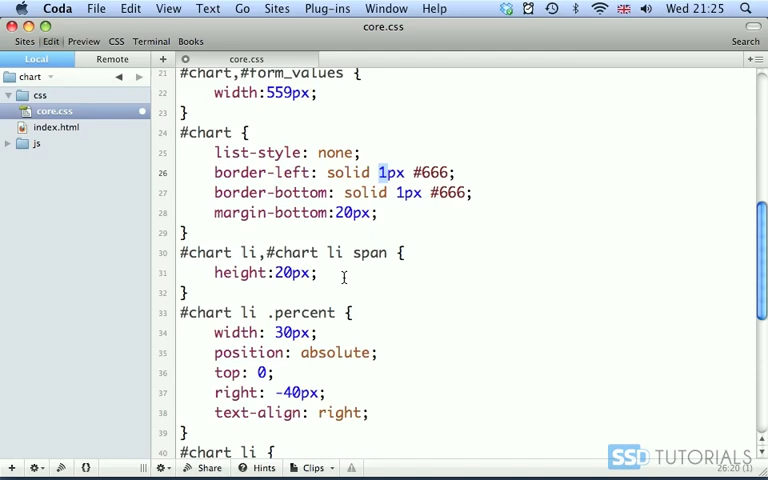 Coda File Edit View Text Go Sites Plug-ins Window Help Wed 21:25
core.css
Sites Edit Preview CSS Terminal Books Search
Local Remote core.css
chart
css
core.css
index.html
js
21 #chart,#form_values {
22 width:559px;
23 }
24 #chart {
25 list-style: none;
26 border-left: solid 1px #666;
27 border-bottom: solid 1px #666;
28 margin-bottom:20px;
29 }
30 #chart li,#chart li span {
31 height:20px;
32 }
33 #chart li .percent {
34 width: 30px;
35 position: absolute;
36 top: 0;
37 right: -40px;
38 text-align: right;
39 }
40 #chart li {
Share Hints Clips 26:20 (1)
SSD TUTORIALS